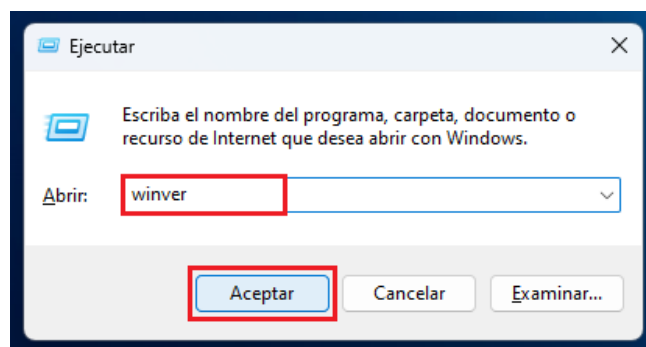 Ejecutar
Escriba el nombre del programa, carpeta, documento o
recurso de Internet que desea abrir con Windows.
Abrir: winver
Aceptar Cancelar Examinar...